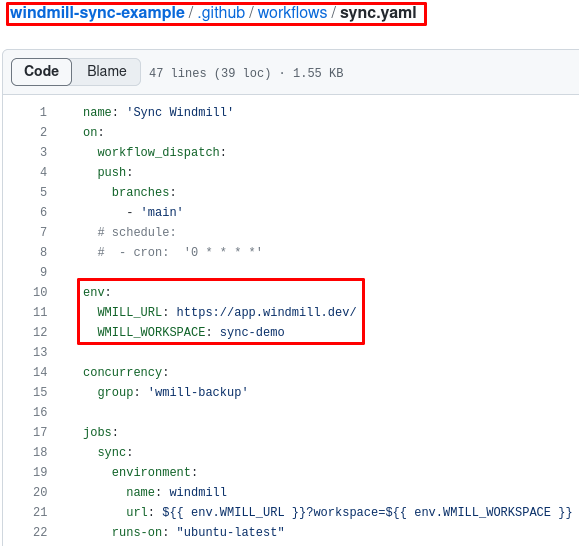 windmill-sync-example / .github / workflows / sync.yaml
Code Blame 47 lines (39 loc) · 1.55 KB
1 name: 'Sync Windmill'
2 on:
3   workflow_dispatch:
4   push:
5     branches:
6       - 'main'
7   # schedule:
8   #  - cron:  '0 * * * *'
9
10 env:
11   WMILL_URL: https://app.windmill.dev/
12   WMILL_WORKSPACE: sync-demo
13
14 concurrency:
15   group: 'wmill-backup'
16
17 jobs:
18   sync:
19     environment:
20       name: windmill
21       url: ${{ env.WMILL_URL }}?workspace=${{ env.WMILL_WORKSPACE }}
22     runs-on: "ubuntu-latest"